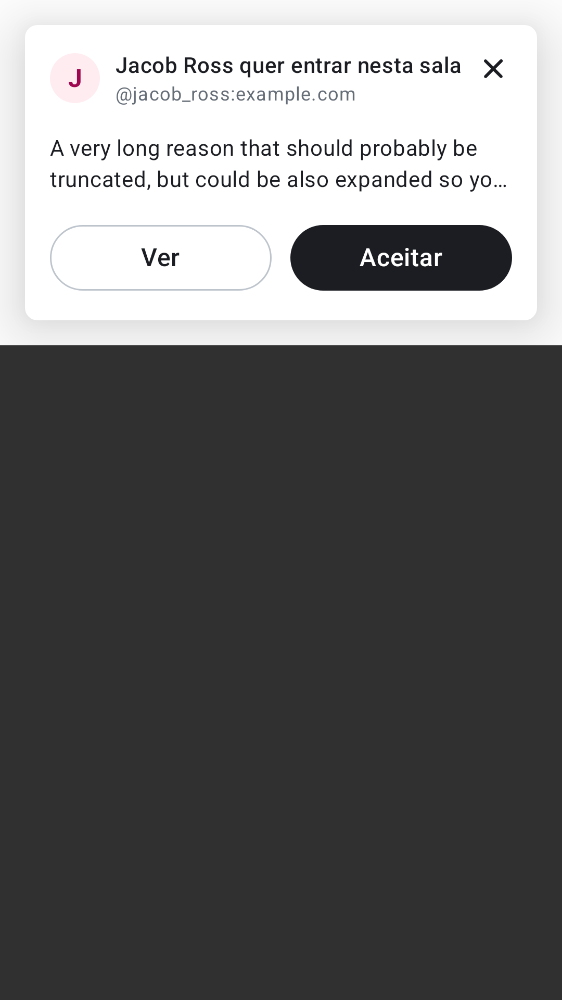 J
Jacob Ross quer entrar nesta sala
@jacob_ross:example.com
A very long reason that should probably be
truncated, but could be also expanded so yo…
Ver
Aceitar